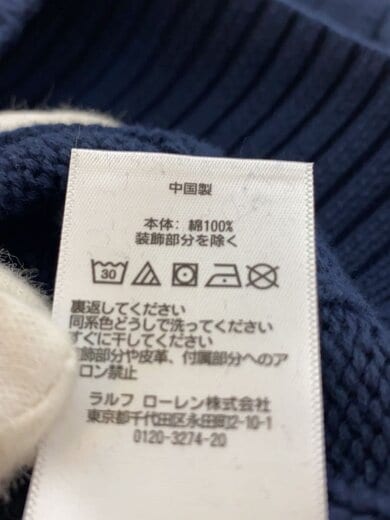 中国製
本体: 綿100%
装飾部分を除く
30
裏返してください
同系色どうしで洗ってください
すぐに干してください
飾部分や皮革、付属部分へのア
ロン禁止
ラルフ ローレン株式会社
東京都千代田区永田町2-10-1
0120-3274-20